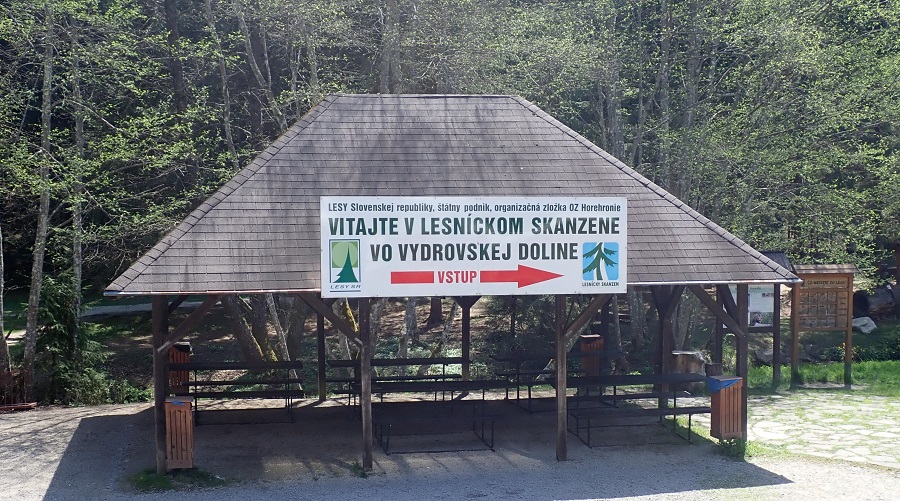 LESY Slovenskej republiky, štátny podnik, organizačná zložka OZ Horehronie
VITAJTE V LESNÍCKOM SKANZENE
VO VYDROVSKEJ DOLINE
VSTUP
LESY SR
LESNÍCKY SKANZEN